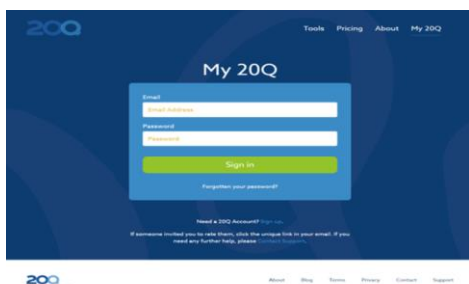 20Q
Tools Pricing About My 20Q
My 20Q
Email
Email Address
Password
Password
Sign in
Forgotten your password?
Need a 20Q Account? Sign up.
If someone invited you to rate them, click the unique link in your email. If you
need any further help, please Contact Support.
20Q
About Blog Terms Privacy Contact Support